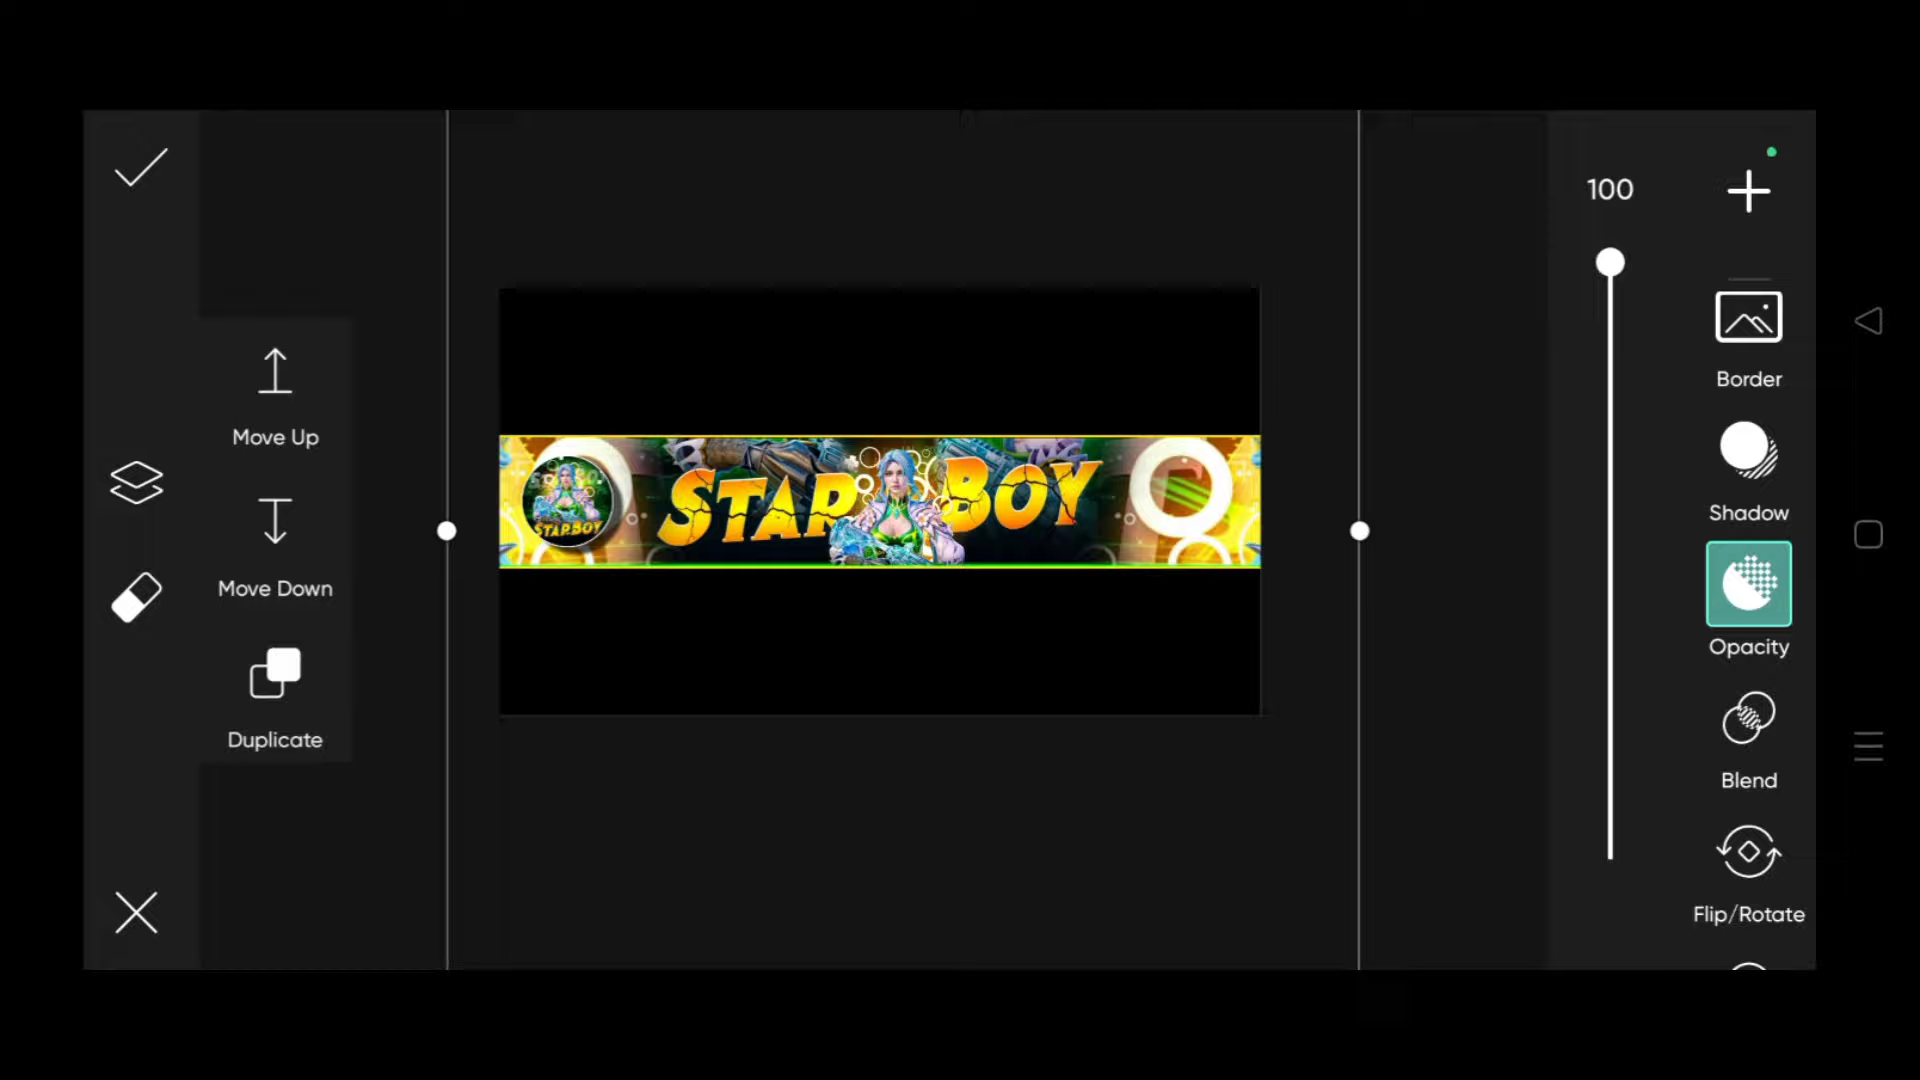 100
Move Up
Move Down
Duplicate
STAR BOY
STARBOY
Border
Shadow
Opacity
Blend
Flip/Rotate